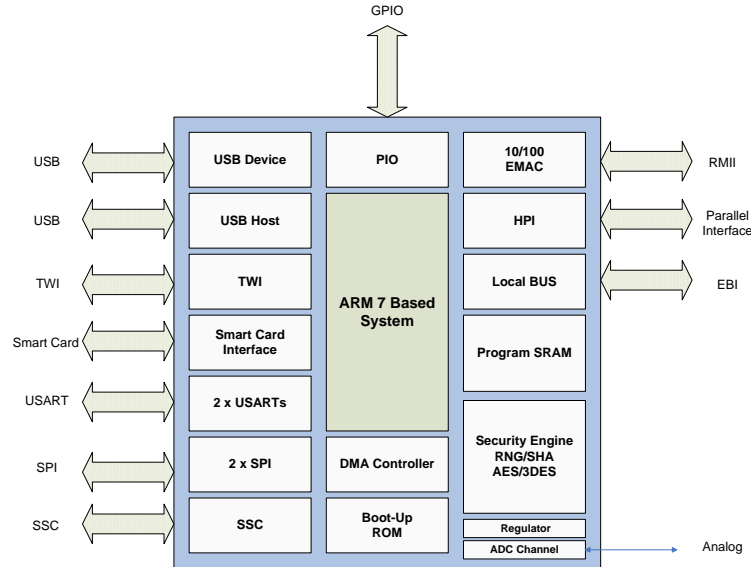 GPIO
USB
USB Device
PIO
10/100
EMAC
RMII
USB
USB Host
HPI
Parallel
Interface
TWI
TWI
ARM 7 Based
System
Local BUS
EBI
Smart Card
Smart Card
Interface
Program SRAM
USART
2 x USARTs
SPI
2 x SPI
DMA Controller
Security Engine
RNG/SHA
AES/3DES
SSC
SSC
Boot-Up
ROM
Regulator
ADC Channel
Analog